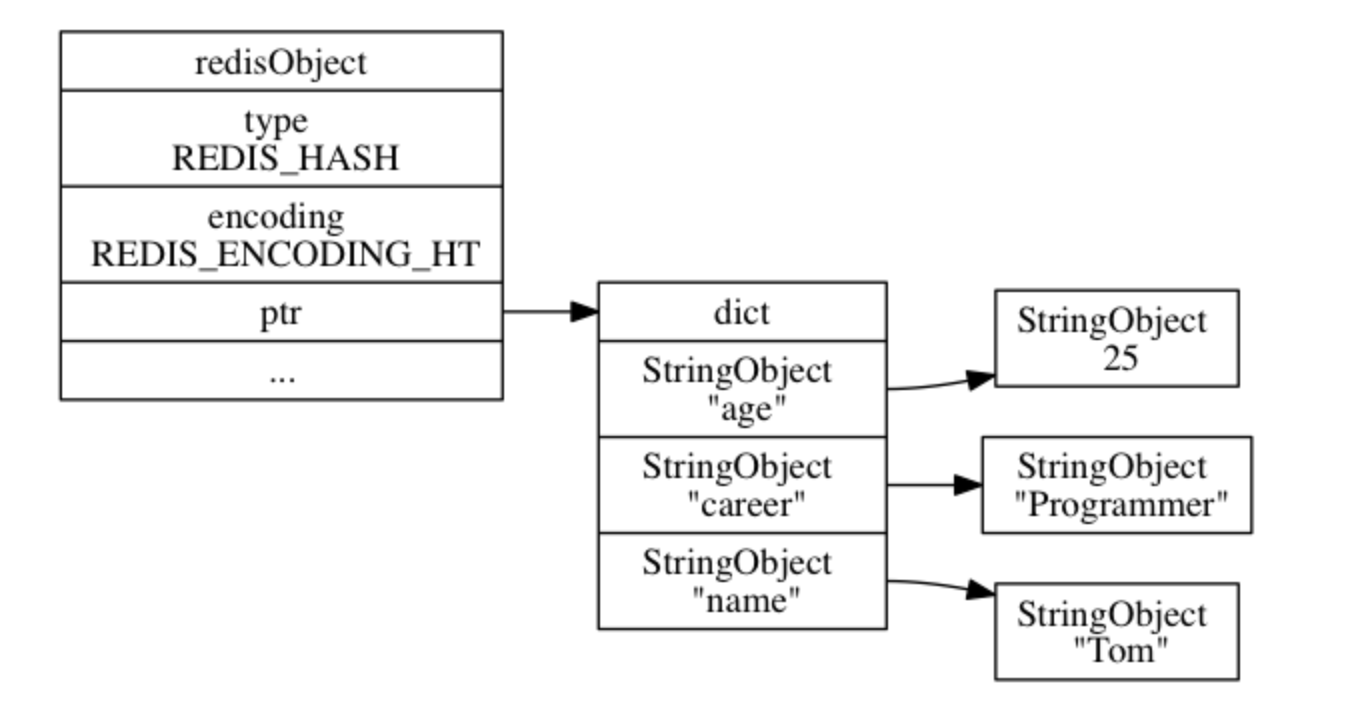 redisObject
type
REDIS_HASH
encoding
REDIS_ENCODING_HT
ptr
...
dict
StringObject
"age"
StringObject
"career"
StringObject
"name"
StringObject
25
StringObject
"Programmer"
StringObject
"Tom"